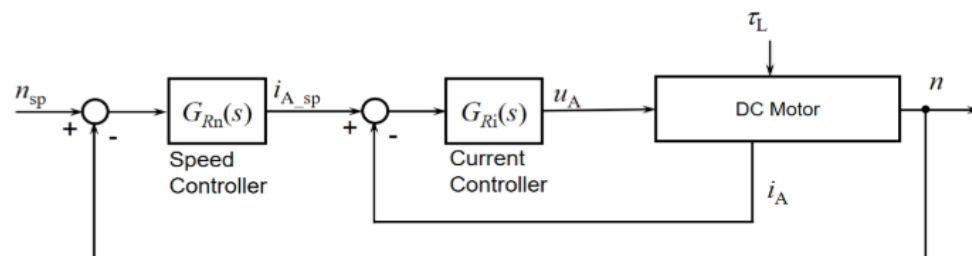 τL
nsp
+
-
GRn(s)
Speed
Controller
iA_sp
+
-
GRi(s)
Current
Controller
uA
DC Motor
n
iA